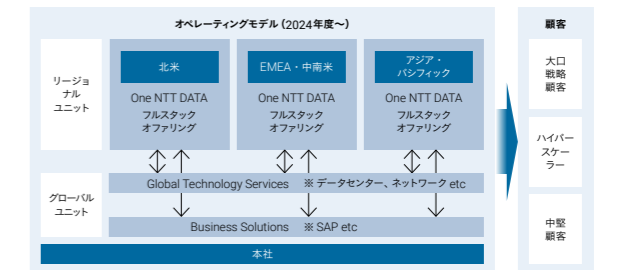 オペレーティングモデル（2024年度～）
顧客
リージョ
ナル
ユニット
北米
One NTT DATA
フルスタック
オファリング
EMEA・中南米
One NTT DATA
フルスタック
オファリング
アジア・
パシフィック
One NTT DATA
フルスタック
オファリング
グローバル
ユニット
Global Technology Services ※ データセンター、ネットワーク etc
Business Solutions ※ SAP etc
本社
大口
戦略
顧客
ハイパー
スケー
ラー
中堅
顧客